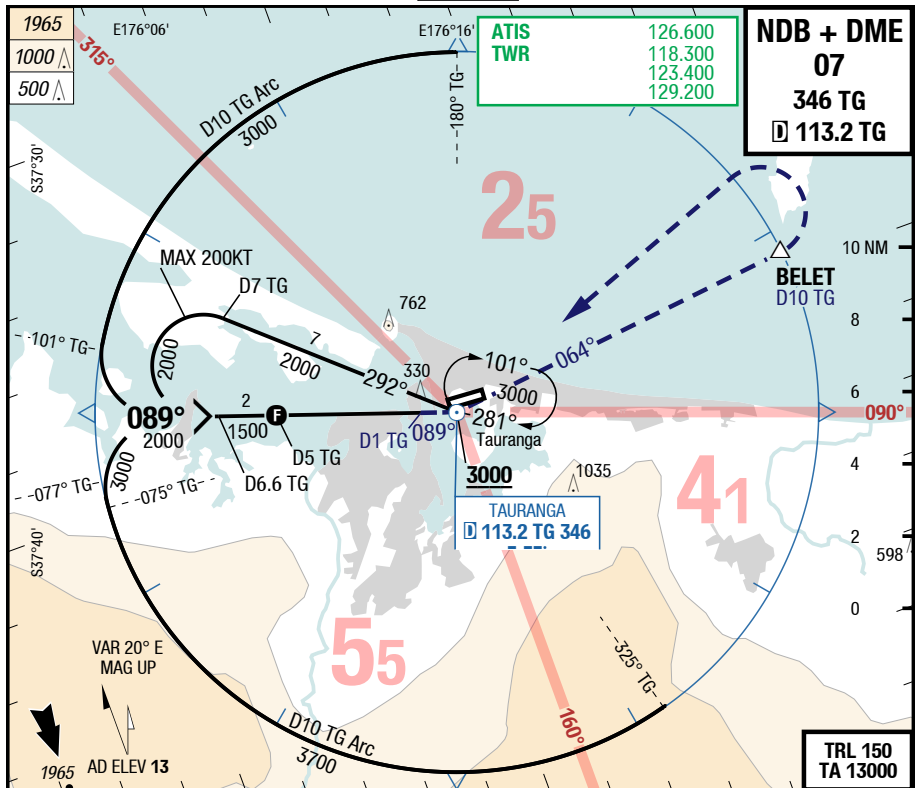 1965
1000
500
E176°06'
E176°16'
ATIS 126.600
TWR 118.300
123.400
129.200
NDB + DME
07
346 TG
D 113.2 TG
315°
D10 TG Arc
3000
-180° TG-
S37°30'
25
10 NM
BELET
D10 TG
MAX 200KT
D7 TG
762
8
-101° TG-
7
2000
2000
292°
330
101°
064°
3000
6
089°
2000
2
1500
F
D1 TG
089°
281°
Tauranga
090°
D5 TG
D6.6 TG
3000
-077° TG-
-075° TG-
3000
1035
41
4
TAURANGA
D 113.2 TG 346
S37°40'
2
598
0
55
VAR 20° E
MAG UP
-325° TG-
160°
D10 TG Arc
3700
1965
AD ELEV 13
TRL 150
TA 13000